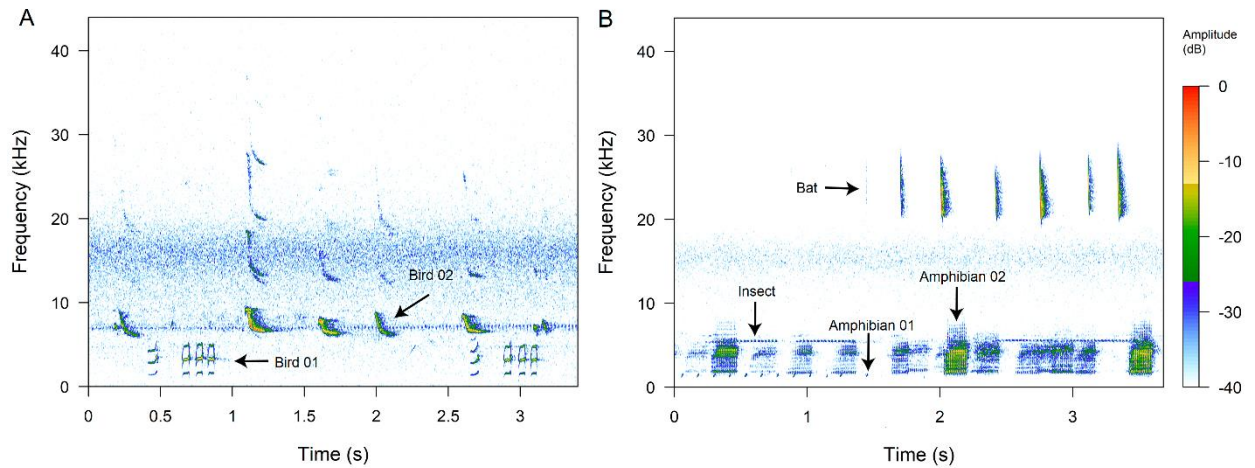 A
Frequency (kHz)
40
30
20
10
0
Bird 02
Bird 01
0
0.5
1
1.5
2
2.5
3
Time (s)
B
Frequency (kHz)
40
30
20
10
0
Bat
Insect
Amphibian 01
Amphibian 02
0
1
2
3
Time (s)
Amplitude
(dB)
0
-10
-20
-30
-40